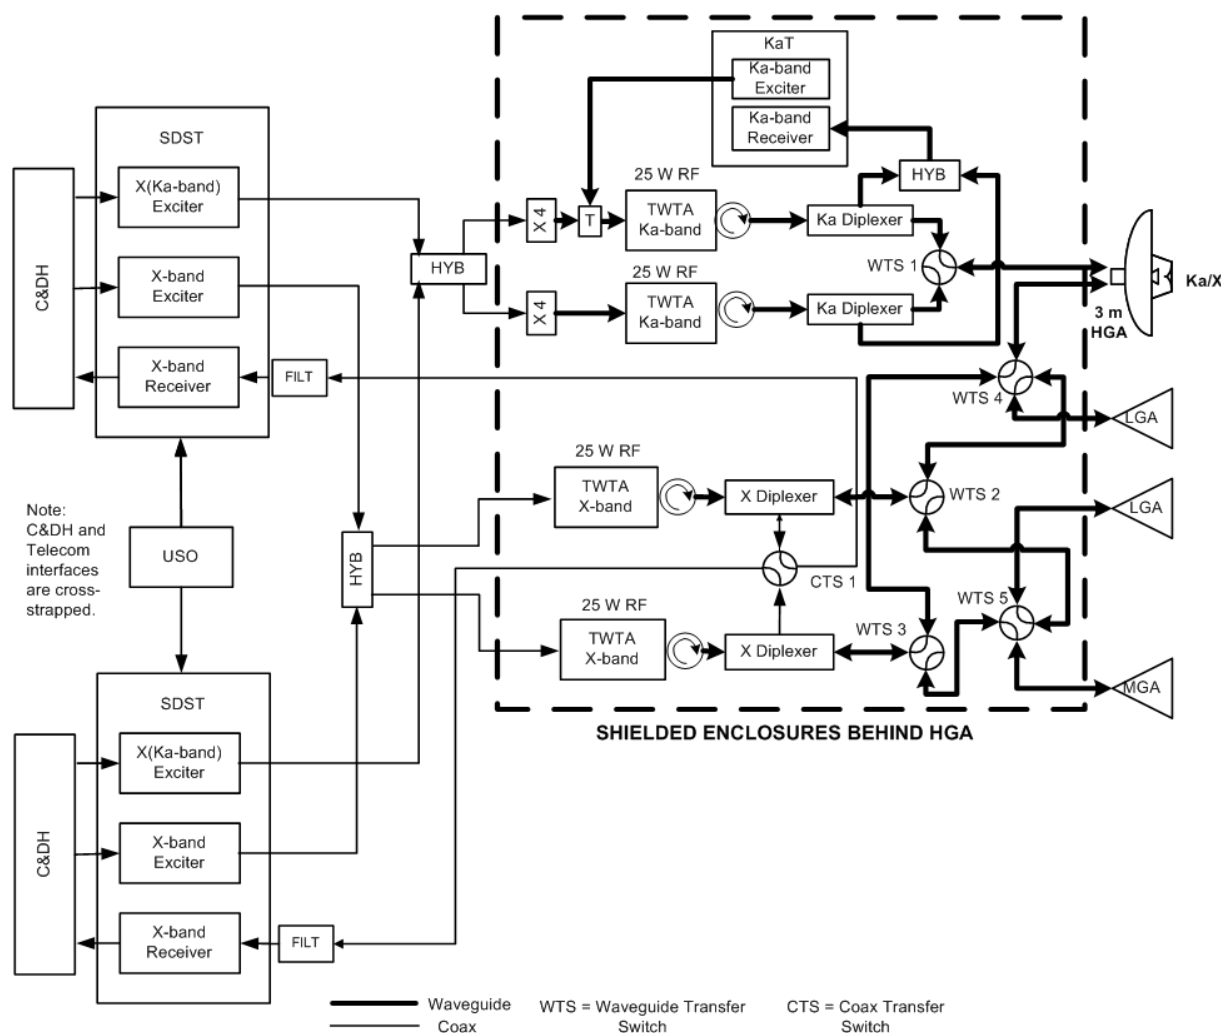 KaT
Ka-band
Exciter
Ka-band
Receiver
SDST
X(Ka-band)
Exciter
X-band
Exciter
X-band
Receiver
C&DH
FILT
HYB
X 4
X 4
T
25 W RF
TWTA
Ka-band
25 W RF
TWTA
Ka-band
HYB
Ka Diplexer
Ka Diplexer
WTS 1
Ka/X
3 m
HGA
WTS 4
LGA
25 W RF
TWTA
X-band
X Diplexer
WTS 2
LGA
Note:
C&DH and
Telecom
interfaces
are cross-
strapped.
USO
HYB
CTS 1
25 W RF
TWTA
X-band
X Diplexer
WTS 3
WTS 5
MGA
SHIELDED ENCLOSURES BEHIND HGA
SDST
X(Ka-band)
Exciter
X-band
Exciter
X-band
Receiver
C&DH
FILT
Waveguide
Coax
WTS = Waveguide Transfer
Switch
CTS = Coax Transfer
Switch